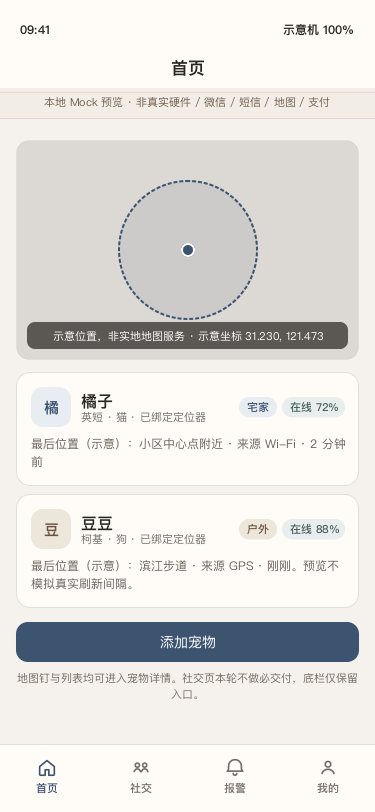 09:41
示意机 100%
首页
本地 Mock 预览 · 非真实硬件 / 微信 / 短信 / 地图 / 支付
示意位置，非实地地图服务 · 示意坐标 31.230, 121.473
橘
橘子
英短 · 猫 · 已绑定定位器
宅家
在线 72%
最后位置（示意）：小区中心点附近 · 来源 Wi-Fi · 2 分钟
前
豆
豆豆
柯基 · 狗 · 已绑定定位器
户外
在线 88%
最后位置（示意）：滨江步道 · 来源 GPS · 刚刚。预览不
模拟真实刷新间隔。
添加宠物
地图钉与列表均可进入宠物详情。社交页本轮不做必交付，底栏仅保留
入口。
首页
社交
报警
我的